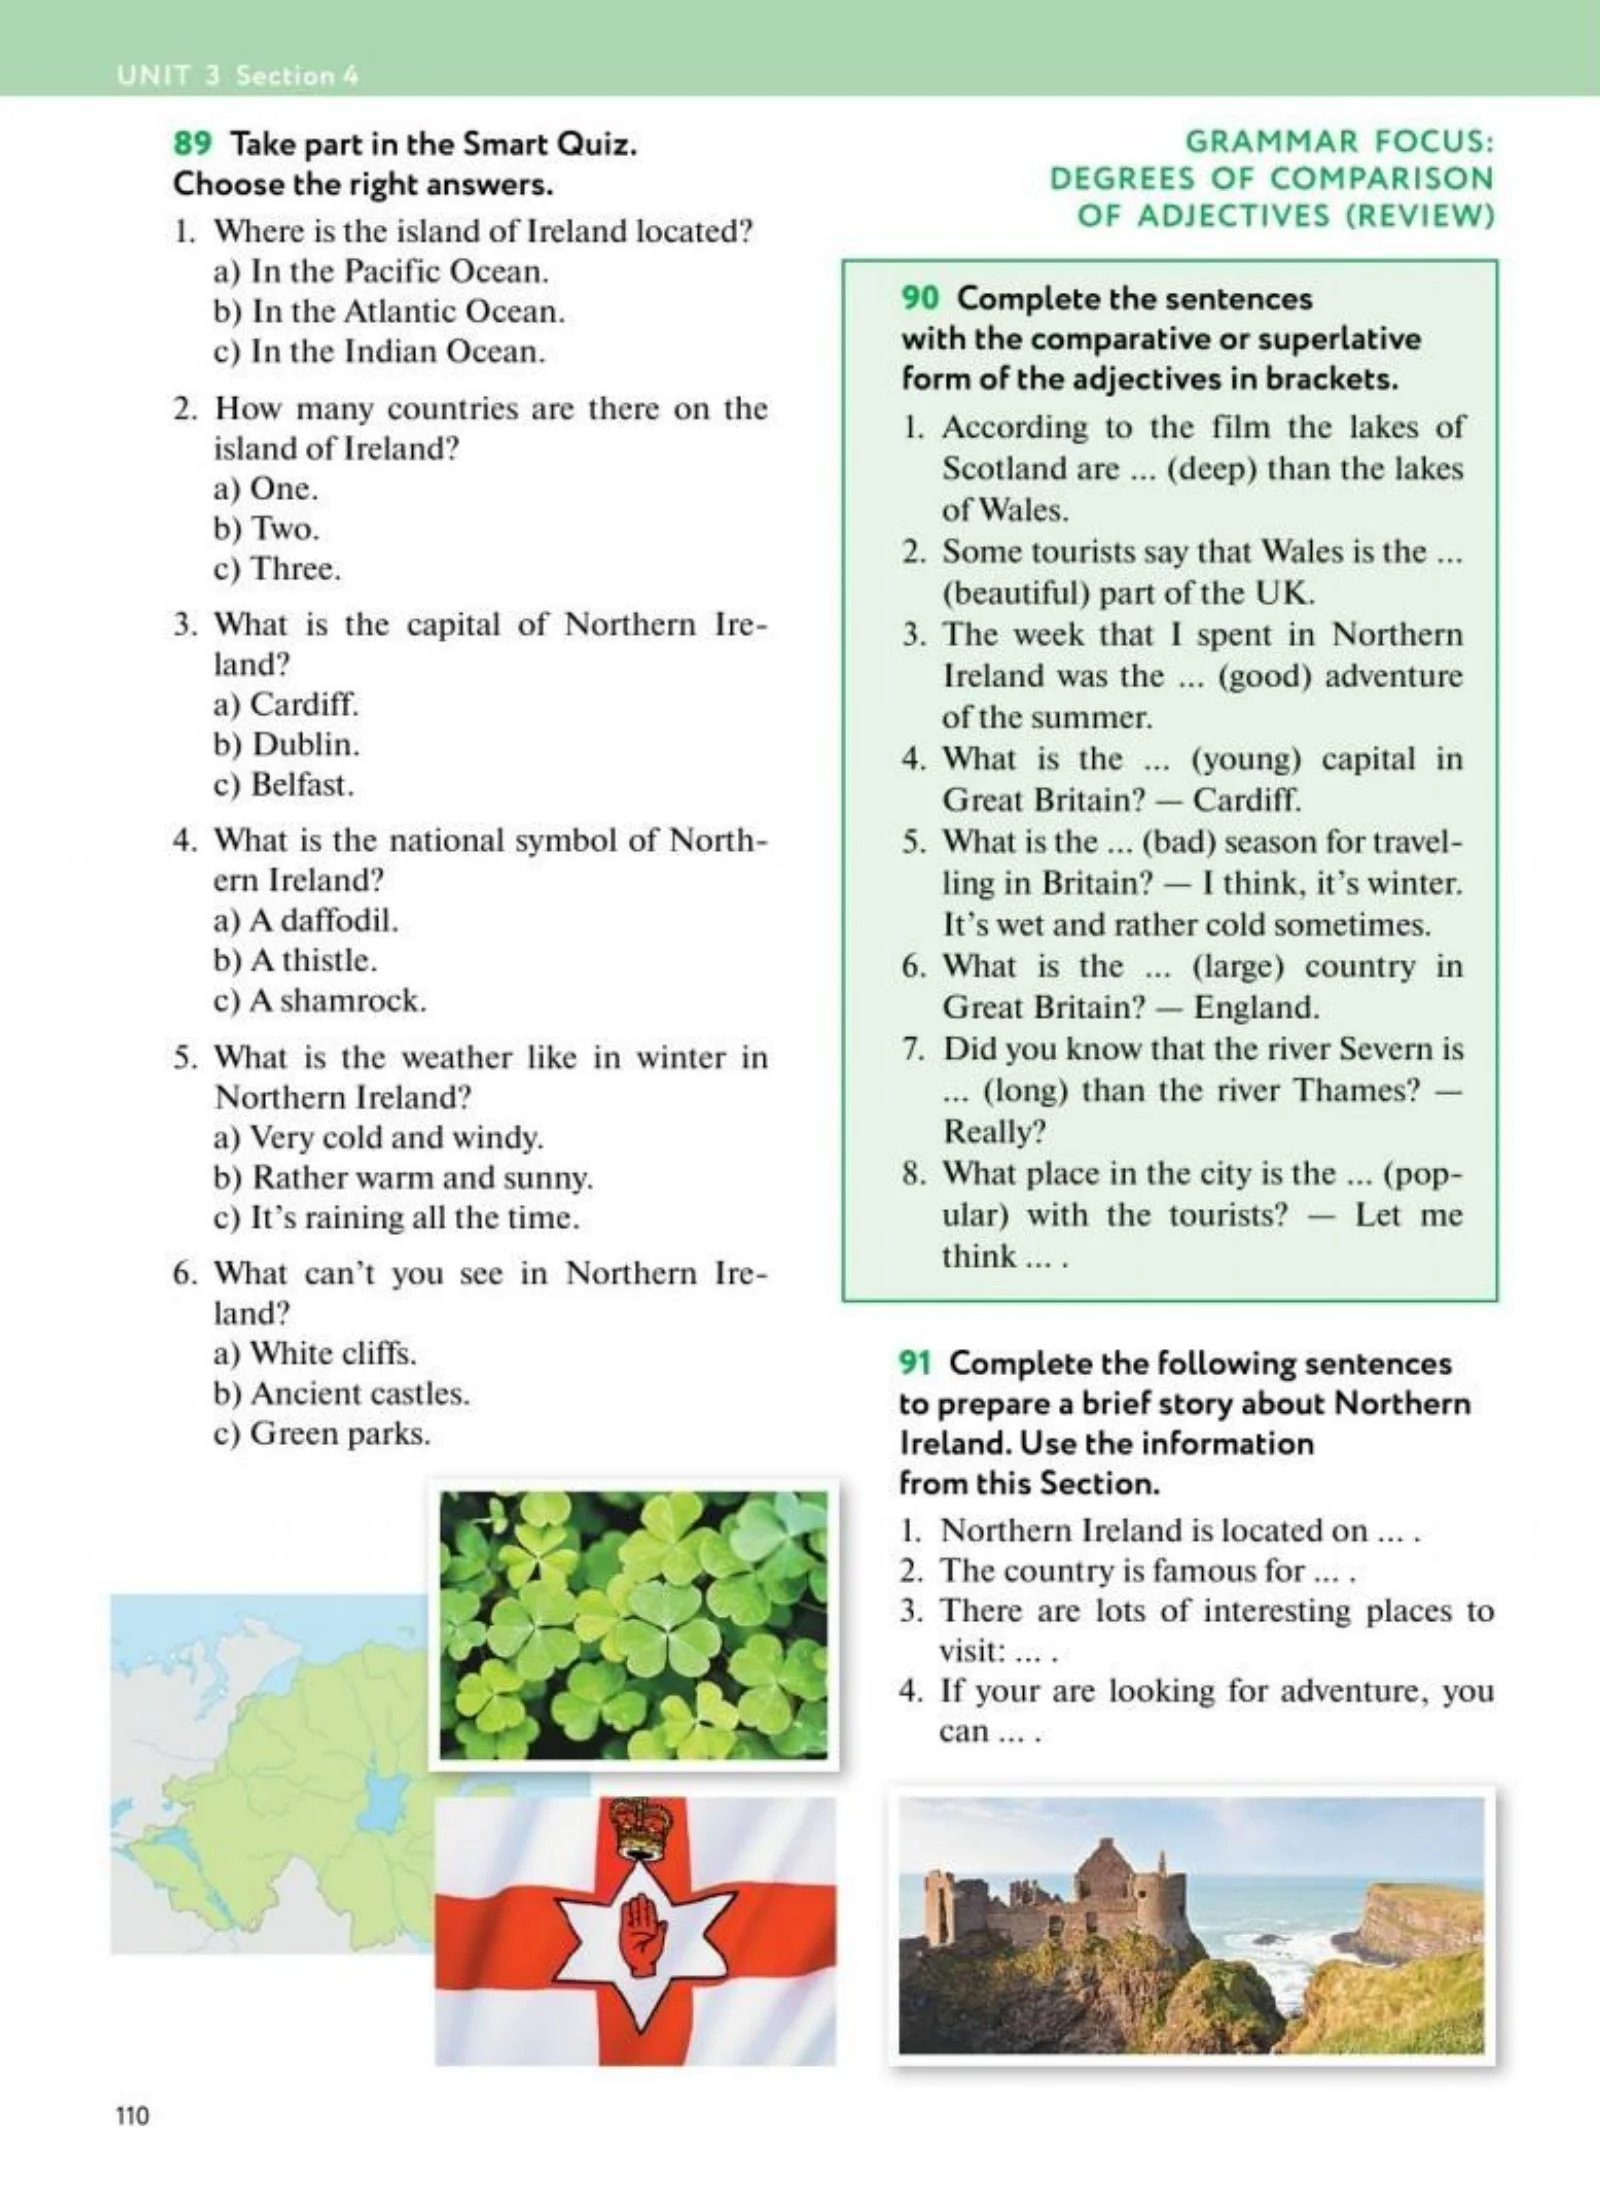 UNIT 3 Section 4
89 Take part in the Smart Quiz.
Choose the right answers.
1. Where is the island of Ireland located?
a) In the Pacific Ocean.
b) In the Atlantic Ocean.
c) In the Indian Ocean.
2. How many countries are there on the
island of Ireland?
a) One.
b) Two.
c) Three.
3. What is the capital of Northern Ire-
land?
a) Cardiff.
b) Dublin.
c) Belfast.
4. What is the national symbol of North-
ern Ireland?
a) A daffodil.
b) A thistle.
c) A shamrock.
5. What is the weather like in winter in
Northern Ireland?
a) Very cold and windy.
b) Rather warm and sunny.
c) It's raining all the time.
6. What can't you see in Northern Ire-
land?
a) White cliffs.
b) Ancient castles.
c) Green parks.
GRAMMAR FOCUS:
DEGREES OF COMPARISON
OF ADJECTIVES (REVIEW)
90 Complete the sentences
with the comparative or superlative
form of the adjectives in brackets.
1. According to the film the lakes of
Scotland are ... (deep) than the lakes
of Wales.
2. Some tourists say that Wales is the ...
(beautiful) part of the UK.
3. The week that I spent in Northern
Ireland was the ... (good) adventure
of the summer.
4. What is the ... (young) capital in
Great Britain? — Cardiff.
5. What is the ... (bad) season for travel-
ling in Britain? — I think, it's winter.
It's wet and rather cold sometimes.
6. What is the ... (large) country in
Great Britain? — England.
7. Did you know that the river Severn is
... (long) than the river Thames? —
Really?
8. What place in the city is the ... (pop-
ular) with the tourists? — Let me
think ... .
91 Complete the following sentences
to prepare a brief story about Northern
Ireland. Use the information
from this Section.
1. Northern Ireland is located on ... .
2. The country is famous for ... .
3. There are lots of interesting places to
visit: ... .
4. If your are looking for adventure, you
can ... .
110